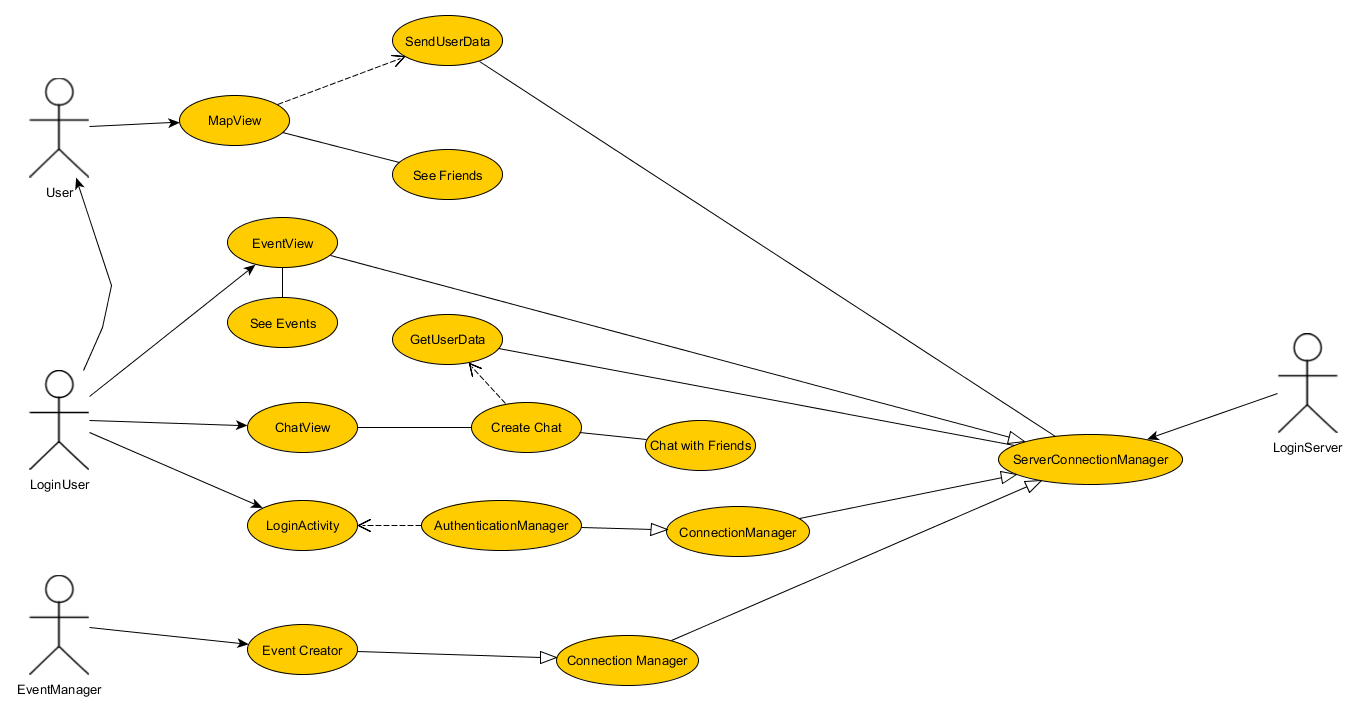 SendUserData
MapView
See Friends
User
EventView
See Events
GetUserData
ChatView
Create Chat
Chat with Friends
ServerConnectionManager
LoginServer
LoginUser
LoginActivity
AuthenticationManager
ConnectionManager
Event Creator
Connection Manager
EventManager